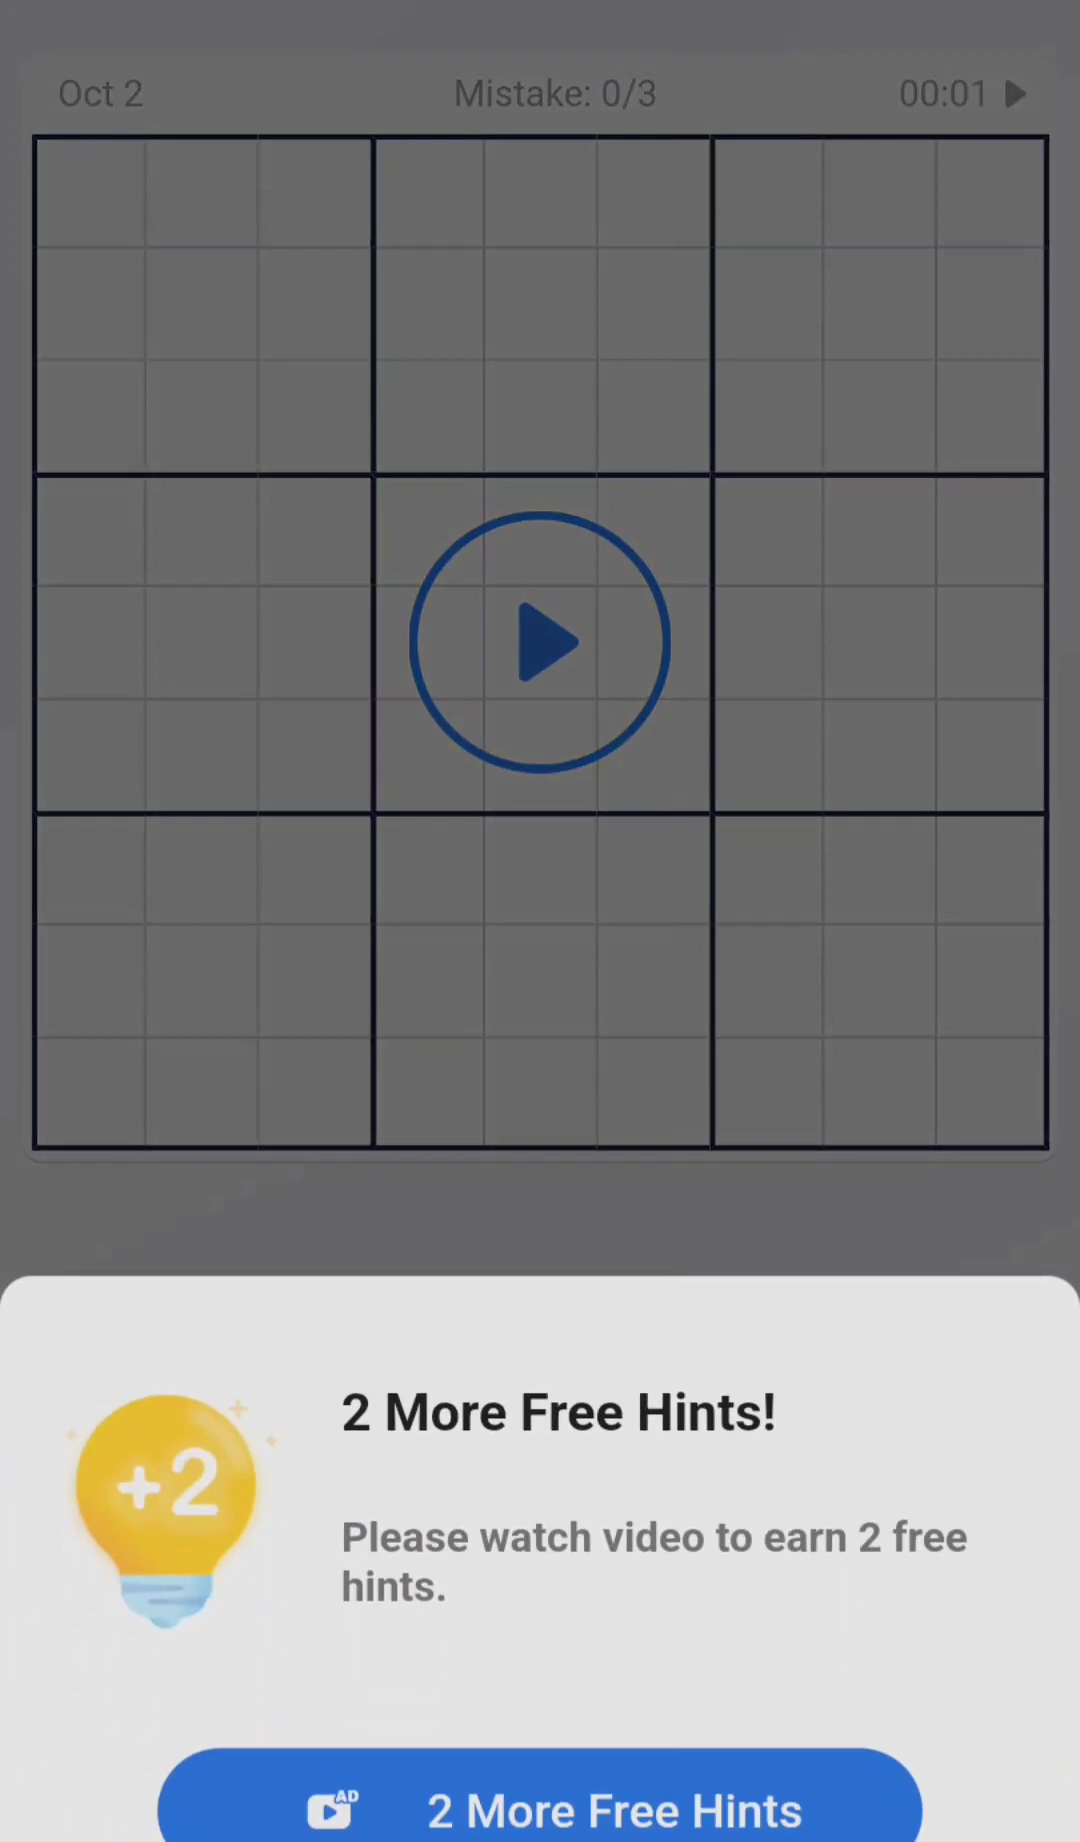 Oct 2 Mistake: 0/3 00:01
+2
2 More Free Hints!
Please watch video to earn 2 free
hints.
AD 2 More Free Hints